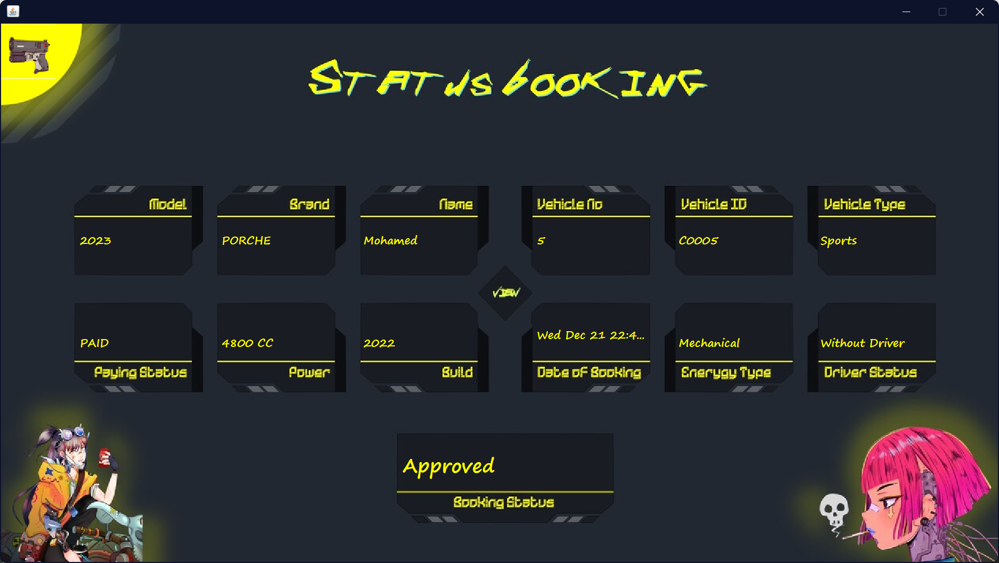 Status booking
Model
Brand
Name
Vehicle No
Vehicle ID
Vehicle Type
2023
PORCHE
Mohamed
5
C0005
Sports
VIEW
PAID
4800 CC
2022
Wed Dec 21 22:4...
Mechanical
Without Driver
Paying Status
Power
Build
Date of Booking
Enerygy Type
Driver Status
Approved
Booking Status